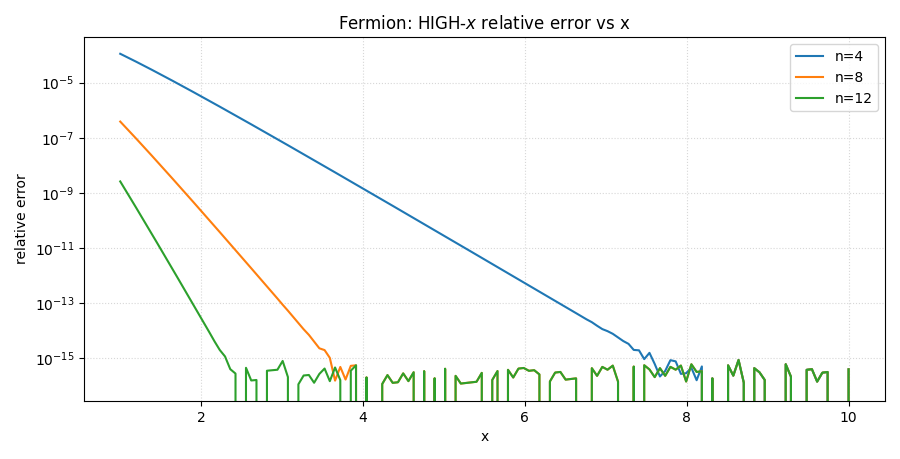 Fermion: HIGH-x relative error vs x
n=4
n=8
n=12
relative error
10⁻⁵
10⁻⁷
10⁻⁹
10⁻¹¹
10⁻¹³
10⁻¹⁵
2 4 6 8 10
x